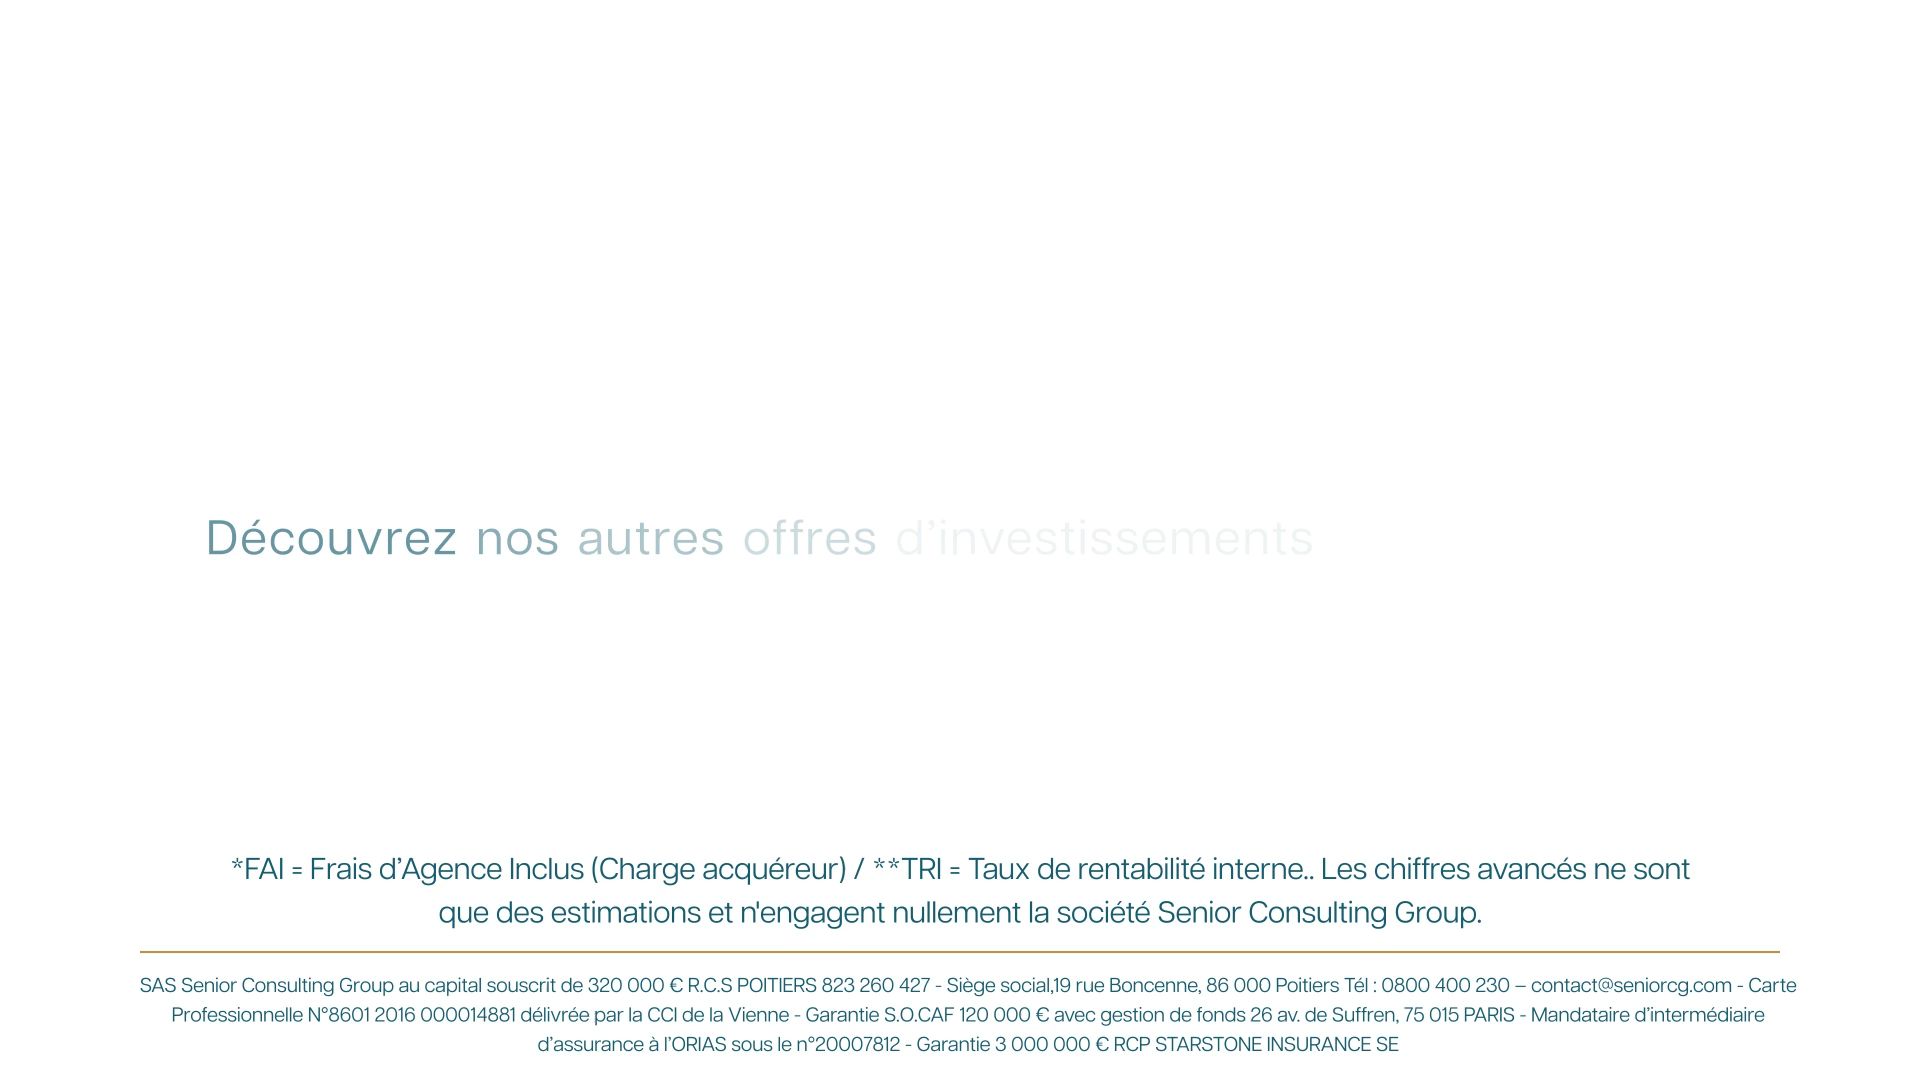 Découvrez nos autres offres d’investissements
*FAI = Frais d’Agence Inclus (Charge acquéreur) / **TRI = Taux de rentabilité interne.. Les chiffres avancés ne sont
que des estimations et n'engagent nullement la société Senior Consulting Group.
SAS Senior Consulting Group au capital souscrit de 320 000 € R.C.S POITIERS 823 260 427 - Siège social,19 rue Boncenne, 86 000 Poitiers Tél : 0800 400 230 – contact@seniorcg.com - Carte
Professionnelle N°8601 2016 000014881 délivrée par la CCI de la Vienne - Garantie S.O.CAF 120 000 € avec gestion de fonds 26 av. de Suffren, 75 015 PARIS - Mandataire d’intermédiaire
d’assurance à l’ORIAS sous le n°20007812 - Garantie 3 000 000 € RCP STARSTONE INSURANCE SE